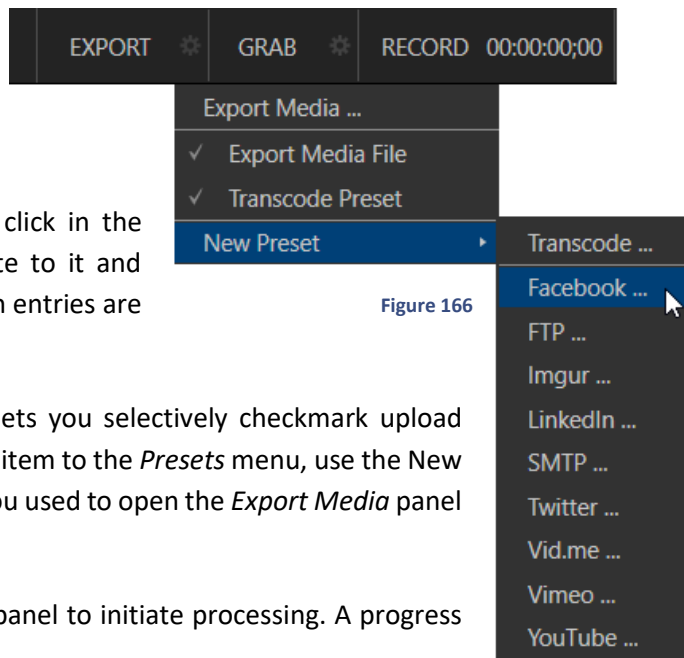 EXPORT GRAB RECORD 00:00:00;00
Export Media ...
✓ Export Media File
✓ Transcode Preset
New Preset
Transcode ...
Facebook ...
FTP ...
Imgur ...
LinkedIn ...
SMTP ...
Twitter ...
Vid.me ...
Vimeo ...
YouTube ...
click in the
to it and
entries are
Figure 166
ets you selectively checkmark upload
item to the Presets menu, use the New
ou used to open the Export Media panel
panel to initiate processing. A progress